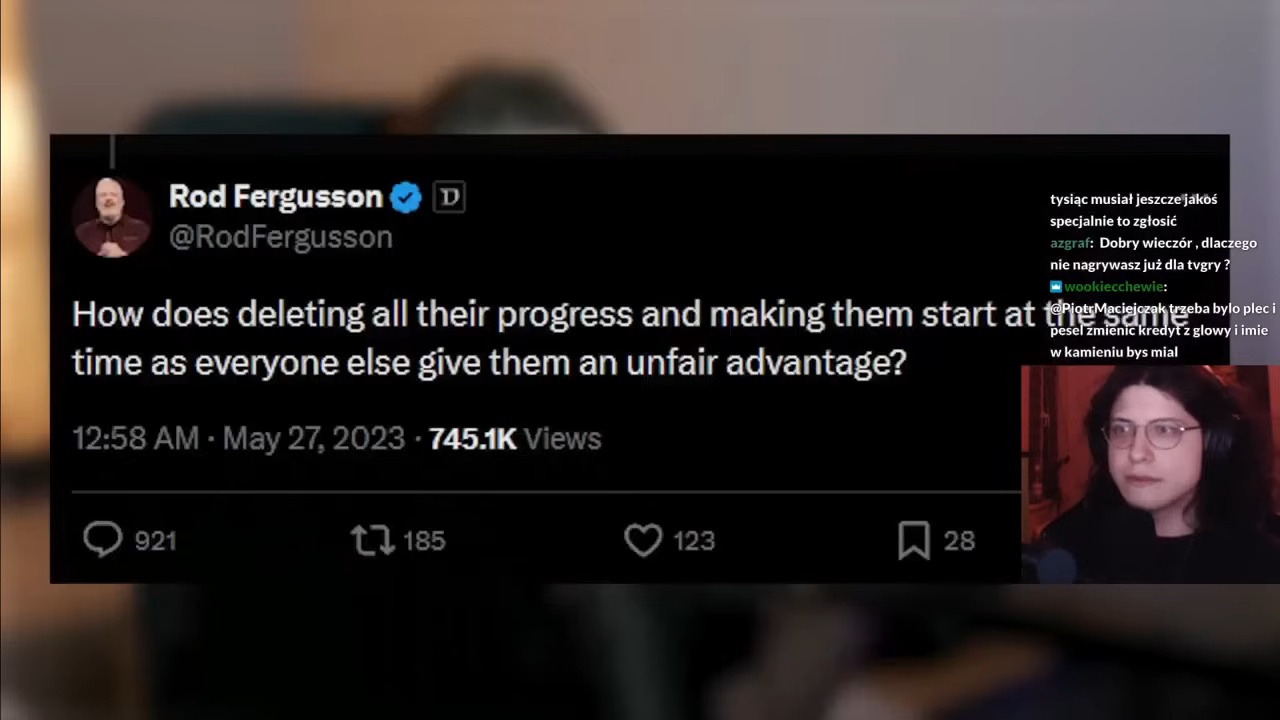 Rod Fergusson
@RodFergusson
How does deleting all their progress and making them start at the same
time as everyone else give them an unfair advantage?
12:58 AM · May 27, 2023 · 745.1K Views
921 185 123 28
tysiąc musiał jeszcze jakoś
specjalnie to zgłosić
azgraf: Dobry wieczór , dlaczego
nie nagrywasz już dla tvgry ?
wookiecchewie:
@PiotrMaciejczak trzeba bylo plec i
pesel zmienic kredyt z glowy i imie
w kamieniu bys mial